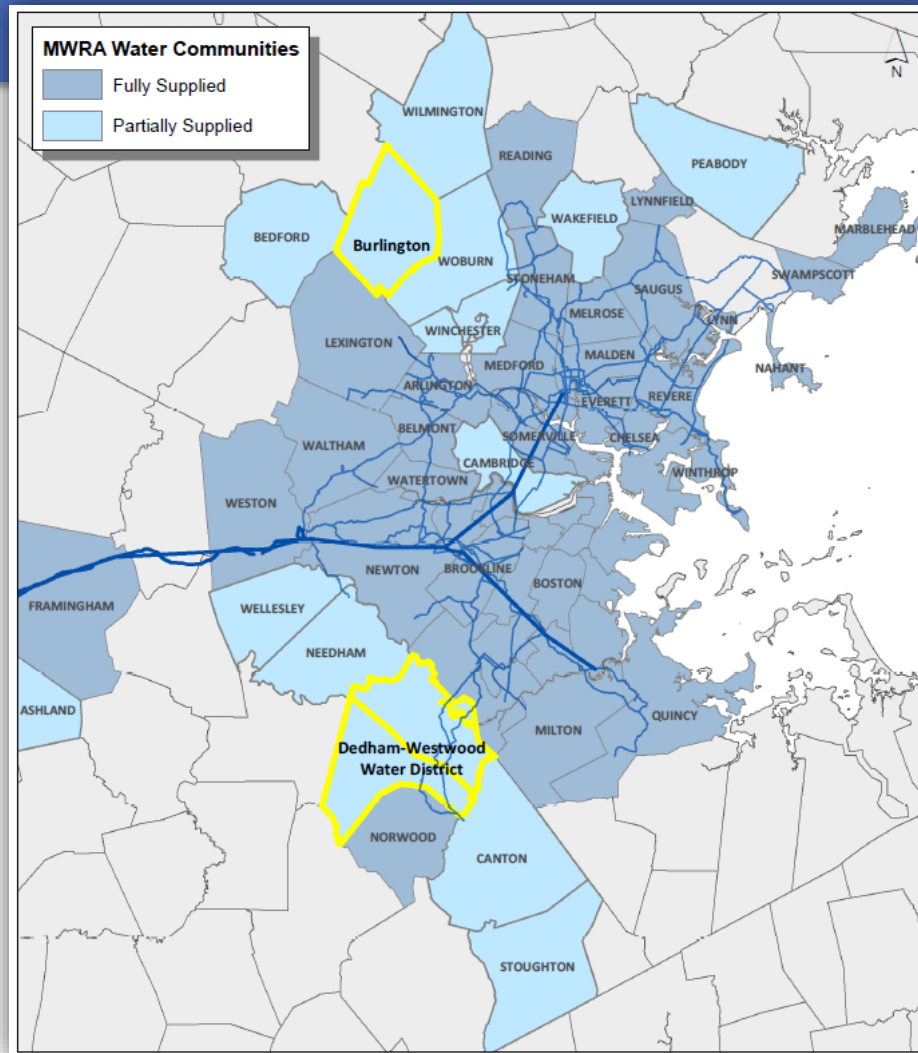 MWRA Water Communities
Fully Supplied
Partially Supplied
N
WILMINGTON
READING
PEABODY
LYNNFIELD
WAKEFIELD
MARBLEHEAD
BEDFORD
Burlington
WOBURN
STONEHAM
SWAMPSCOTT
SAUGUS
MELROSE
LYNN
WINCHESTER
LEXINGTON
MALDEN
MEDFORD
NAHANT
ARLINGTON
EVERETT
REVERE
BELMONT
SOMERVILLE
CHELSEA
WALTHAM
CAMBRIDGE
WINTHROP
WATERTOWN
WESTON
NEWTON
BROOKLINE
BOSTON
FRAMINGHAM
WELLESLEY
NEEDHAM
ASHLAND
QUINCY
MILTON
Dedham-Westwood
Water District
NORWOOD
CANTON
STOUGHTON